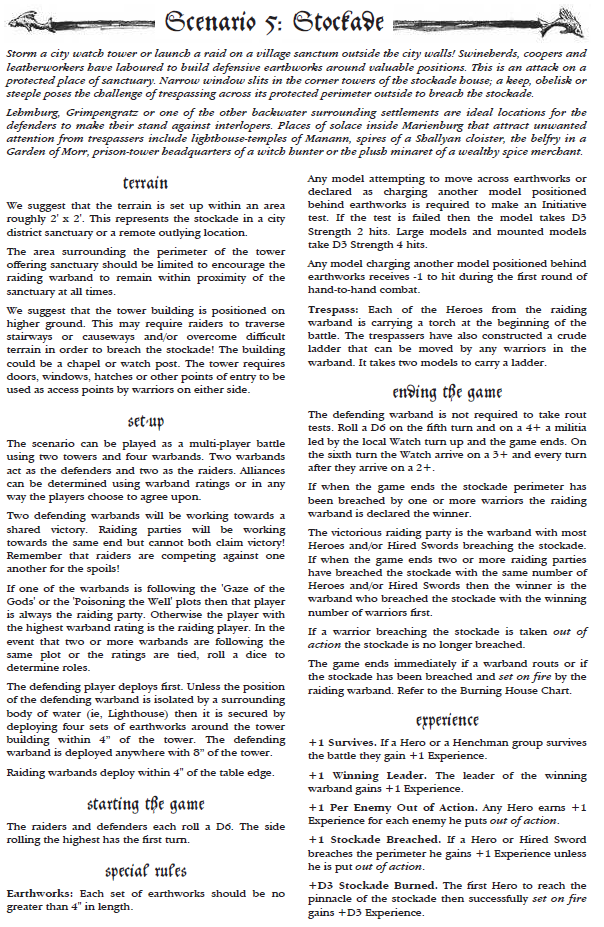 Scenario 5: Stockade
Storm a city watch tower or launch a raid on a village sanctum outside the city walls! Swineherds, coopers and
leatherworkers have laboured to build defensive earthworks around valuable positions. This is an attack on a
protected place of sanctuary. Narrow window slits in the corner towers of the stockade house; a keep, obelisk or
steeple poses the challenge of trespassing across its protected perimeter outside to breach the stockade.
Lehmburg, Grimpengratz or one of the other backwater surrounding settlements are ideal locations for the
defenders to make their stand against interlopers. Places of solace inside Marienburg that attract unwanted
attention from trespassers include lighthouse-temples of Manann, spires of a Shallyan cloister, the belfry in a
Garden of Morr, prison-tower headquarters of a witch hunter or the plush minaret of a wealthy spice merchant.
terrain
We suggest that the terrain is set up within an area
roughly 2' x 2'. This represents the stockade in a city
district sanctuary or a remote outlying location.
The area surrounding the perimeter of the tower
offering sanctuary should be limited to encourage the
raiding warband to remain within proximity of the
sanctuary at all times.
We suggest that the tower building is positioned on
higher ground. This may require raiders to traverse
stairways or causeways and/or overcome difficult
terrain in order to breach the stockade! The building
could be a chapel or watch post. The tower requires
doors, windows, hatches or other points of entry to be
used as access points by warriors on either side.
set-up
The scenario can be played as a multi-player battle
using two towers and four warbands. Two warbands
act as the defenders and two as the raiders. Alliances
can be determined using warband ratings or in any
way the players choose to agree upon.
Two defending warbands will be working towards a
shared victory. Raiding parties will be working
towards the same end but cannot both claim victory!
Remember that raiders are competing against one
another for the spoils!
If one of the warbands is following the 'Gaze of the
Gods' or the 'Poisoning the Well' plots then that player
is always the raiding party. Otherwise the player with
the highest warband rating is the raiding player. In the
event that two or more warbands are following the
same plot or the ratings are tied, roll a dice to
determine roles.
The defending player deploys first. Unless the position
of the defending warband is isolated by a surrounding
body of water (ie, Lighthouse) then it is secured by
deploying four sets of earthworks around the tower
building within 4" of the tower. The defending
warband is deployed anywhere with 8" of the tower.
Raiding warbands deploy within 4" of the table edge.
starting the game
The raiders and defenders each roll a D6. The side
rolling the highest has the first turn.
special rules
Earthworks: Each set of earthworks should be no
greater than 4" in length.
Any model attempting to move across earthworks or
declared as charging another model positioned
behind earthworks is required to make an Initiative
test. If the test is failed then the model takes D3
Strength 2 hits. Large models and mounted models
take D3 Strength 4 hits.
Any model charging another model positioned behind
earthworks receives -1 to hit during the first round of
hand-to-hand combat.
Trespass: Each of the Heroes from the raiding
warband is carrying a torch at the beginning of the
battle. The trespassers have also constructed a crude
ladder that can be moved by any warriors in the
warband. It takes two models to carry a ladder.
ending the game
The defending warband is not required to take rout
tests. Roll a D6 on the fifth turn and on a 4+ a militia
led by the local Watch turn up and the game ends. On
the sixth turn the Watch arrive on a 3+ and every turn
after they arrive on a 2+.
If when the game ends the stockade perimeter has
been breached by one or more warriors the raiding
warband is declared the winner.
The victorious raiding party is the warband with most
Heroes and/or Hired Swords breaching the stockade.
If when the game ends two or more raiding parties
have breached the stockade with the same number of
Heroes and/or Hired Swords then the winner is the
warband who breached the stockade with the winning
number of warriors first.
If a warrior breaching the stockade is taken out of
action the stockade is no longer breached.
The game ends immediately if a warband routs or if
the stockade has been breached and set on fire by the
raiding warband. Refer to the Burning House Chart.
experience
+1 Survives. If a Hero or a Henchman group survives
the battle they gain +1 Experience.
+1 Winning Leader. The leader of the winning
warband gains +1 Experience.
+1 Per Enemy Out of Action. Any Hero earns +1
Experience for each enemy he puts out of action.
+1 Stockade Breached. If a Hero or Hired Sword
breaches the perimeter he gains +1 Experience unless
he is put out of action.
+D3 Stockade Burned. The first Hero to reach the
pinnacle of the stockade then successfully set on fire
gains +D3 Experience.